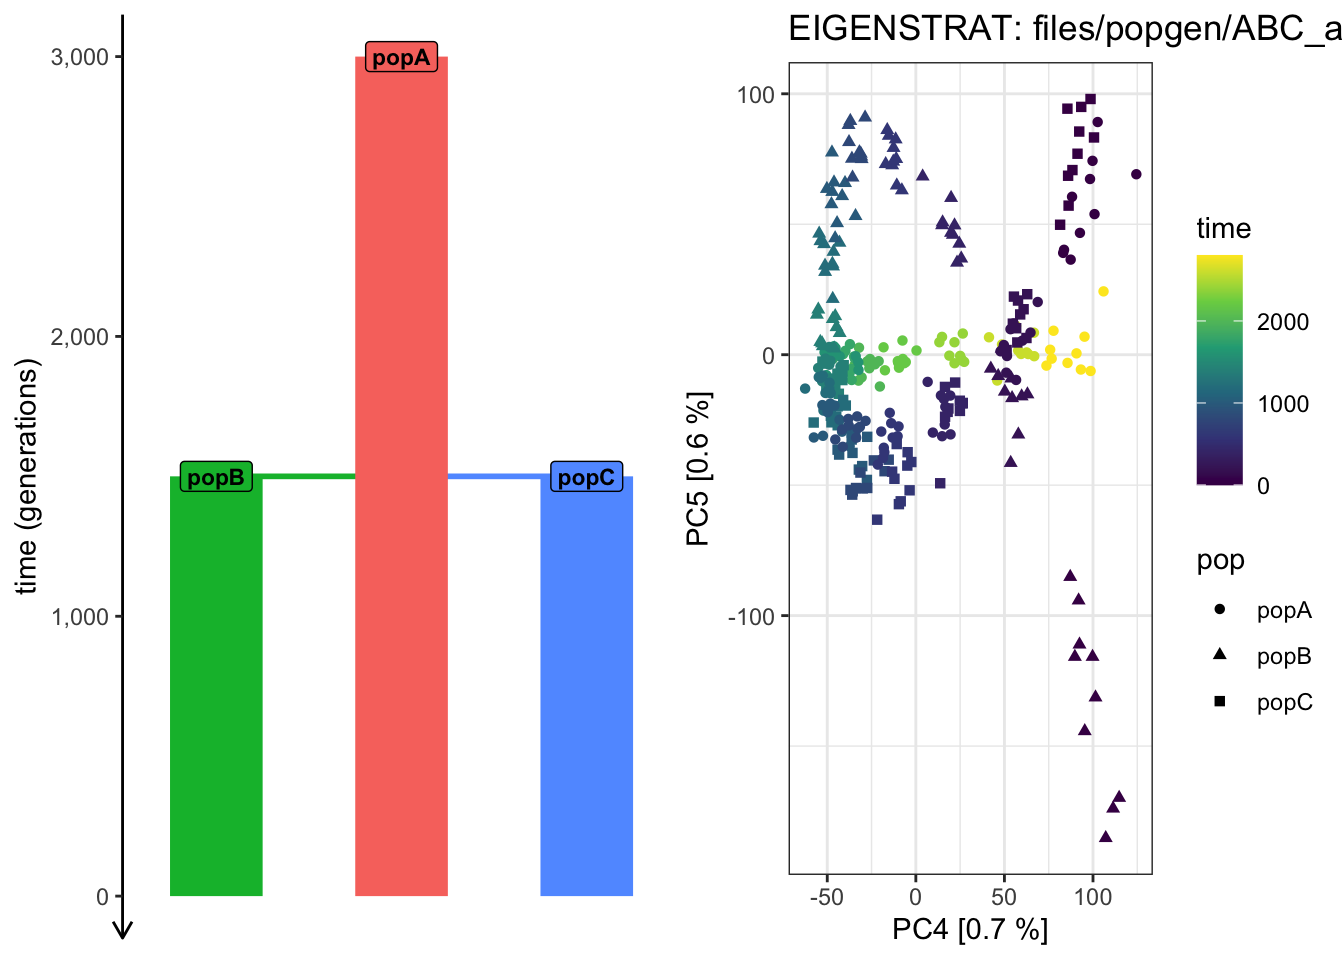 time (generations)
3,000
2,000
1,000
0
popA
popB
popC
EIGENSTRAT: files/popgen/ABC_a
PC5 [0.6 %]
100
0
-100
-50
0
50
100
PC4 [0.7 %]
time
2000
1000
0
pop
popA
popB
popC